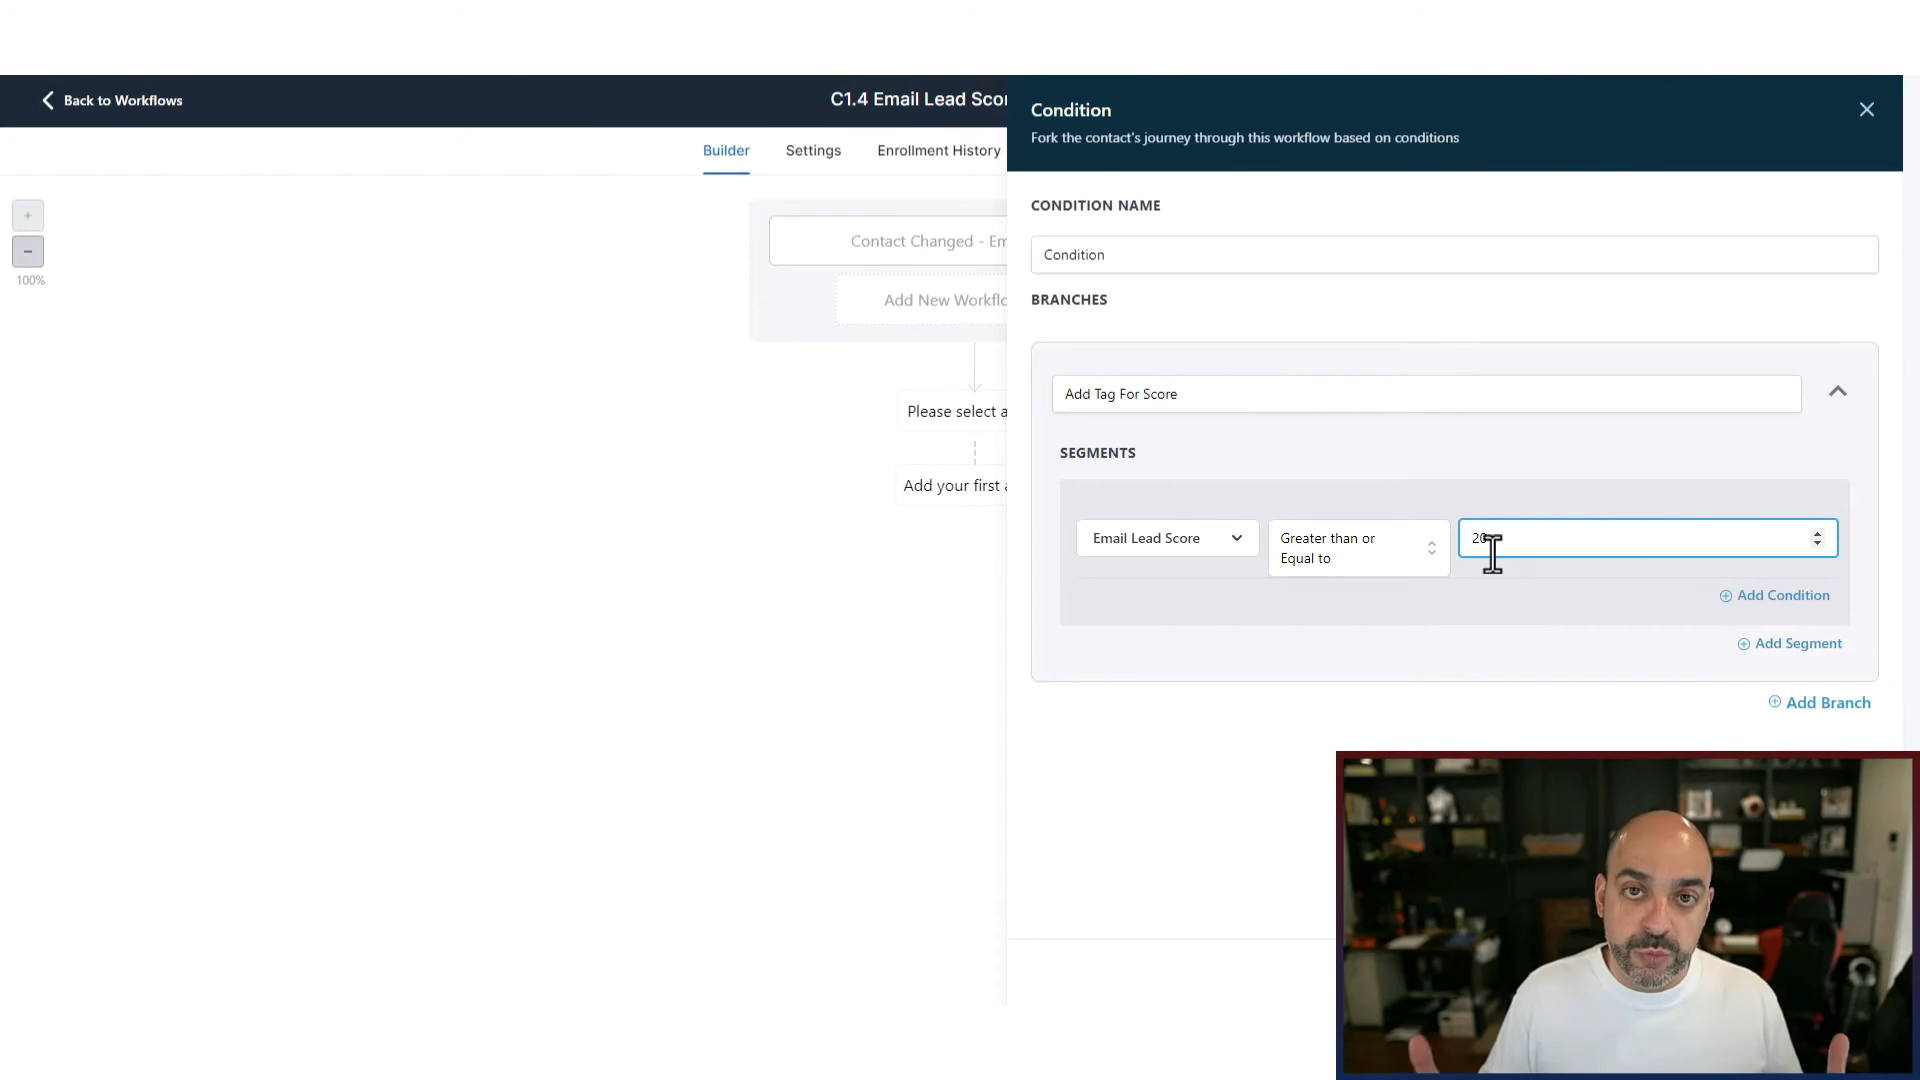 Back to Workflows
C1.4 Email Lead Scor
Builder
Settings
Enrollment History
+
−
100%
Contact Changed - Em
Add New Workflo
Please select a
Add your first a
Condition
Fork the contact's journey through this workflow based on conditions
CONDITION NAME
Condition
BRANCHES
Add Tag For Score
SEGMENTS
Email Lead Score
Greater than or
Equal to
20
Add Condition
Add Segment
Add Branch